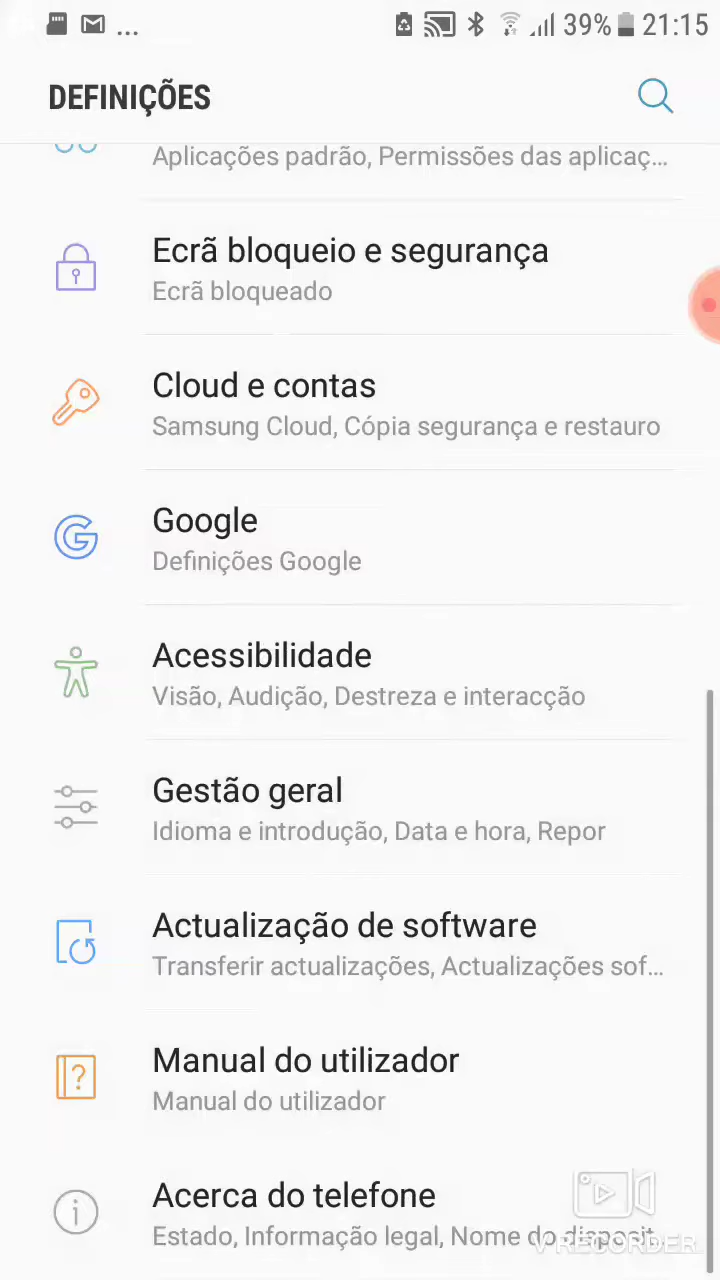 ... 39% 21:15
DEFINIÇÕES
Aplicações padrão, Permissões das aplicaç...
Ecrã bloqueio e segurança
Ecrã bloqueado
Cloud e contas
Samsung Cloud, Cópia segurança e restauro
Google
Definições Google
Acessibilidade
Visão, Audição, Destreza e interacção
Gestão geral
Idioma e introdução, Data e hora, Repor
Actualização de software
Transferir actualizações, Actualizações sof...
Manual do utilizador
Manual do utilizador
Acerca do telefone
Estado, Informação legal, Nome do disposit...
V RECORDER